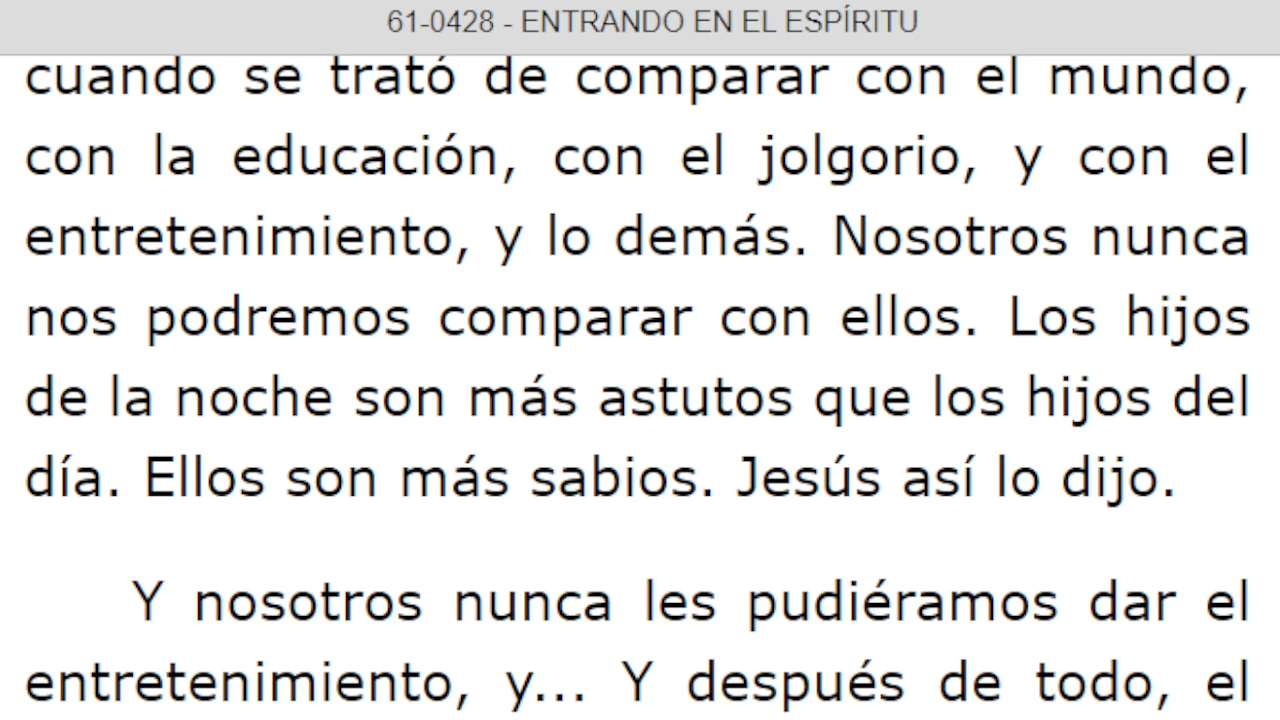 61-0428 - ENTRANDO EN EL ESPÍRITU
cuando se trató de comparar con el mundo,
con la educación, con el jolgorio, y con el
entretenimiento, y lo demás. Nosotros nunca
nos podremos comparar con ellos. Los hijos
de la noche son más astutos que los hijos del
día. Ellos son más sabios. Jesús así lo dijo.
Y nosotros nunca les pudiéramos dar el
entretenimiento, y... Y después de todo, el